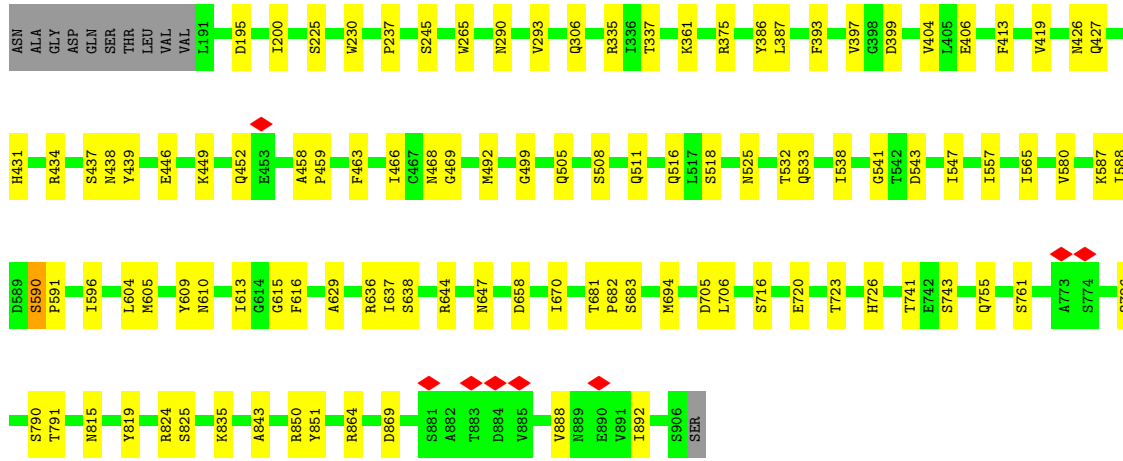 ASN ALA GLY ASP GLN SER THR LEU VAL VAL L191 D195 I200 S225 W230 P237 S245 W265 N290 V293 Q306 R335 I336 T337 K361 R375 Y386 L387 F393 V397 G398 D399 V404 L405 E406 F413 V419 N426 Q427
H431 R434 S437 N438 Y439 E446 K449 Q452 E453 A458 P459 F463 I466 C467 N468 G469 M492 G499 Q505 S508 Q511 Q516 L517 S518 N525 T532 Q533 I538 G541 T542 D543 I547 I557 I565 V580 K587 I588
D589 S590 P591 I596 L604 M605 Y609 N610 I613 G614 G615 F616 A629 R636 I637 S638 R644 N647 D658 I670 T681 P682 S683 M694 D705 L706 S716 E720 T723 H726 T741 E742 S743 Q755 S761 A773 S774
S790 T791 N815 Y819 R824 S825 K835 A843 R850 Y851 R864 D869 S881 A882 T883 D884 V885 V888 N889 E890 V891 I892 S906 SER